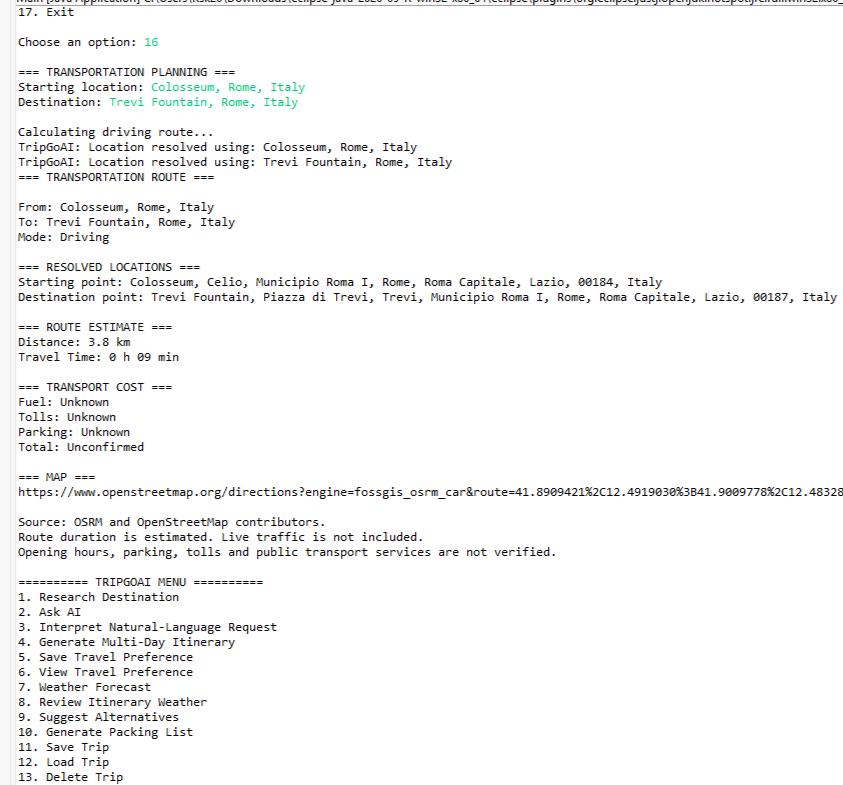 17. Exit
Choose an option: 16
=== TRANSPORTATION PLANNING ===
Starting location: Colosseum, Rome, Italy
Destination: Trevi Fountain, Rome, Italy
Calculating driving route...
TripGoAI: Location resolved using: Colosseum, Rome, Italy
TripGoAI: Location resolved using: Trevi Fountain, Rome, Italy
=== TRANSPORTATION ROUTE ===
From: Colosseum, Rome, Italy
To: Trevi Fountain, Rome, Italy
Mode: Driving
=== RESOLVED LOCATIONS ===
Starting point: Colosseum, Celio, Municipio Roma I, Rome, Roma Capitale, Lazio, 00184, Italy
Destination point: Trevi Fountain, Piazza di Trevi, Trevi, Municipio Roma I, Rome, Roma Capitale, Lazio, 00187, Italy
=== ROUTE ESTIMATE ===
Distance: 3.8 km
Travel Time: 0 h 09 min
=== TRANSPORT COST ===
Fuel: Unknown
Tolls: Unknown
Parking: Unknown
Total: Unconfirmed
=== MAP ===
https://www.openstreetmap.org/directions?engine=fossgis_osrm_car&route=41.8909421%2C12.4919030%3B41.9009778%2C12.48328
Source: OSRM and OpenStreetMap contributors.
Route duration is estimated. Live traffic is not included.
Opening hours, parking, tolls and public transport services are not verified.
========== TRIPGOAI MENU ==========
1. Research Destination
2. Ask AI
3. Interpret Natural-Language Request
4. Generate Multi-Day Itinerary
5. Save Travel Preference
6. View Travel Preference
7. Weather Forecast
8. Review Itinerary Weather
9. Suggest Alternatives
10. Generate Packing List
11. Save Trip
12. Load Trip
13. Delete Trip